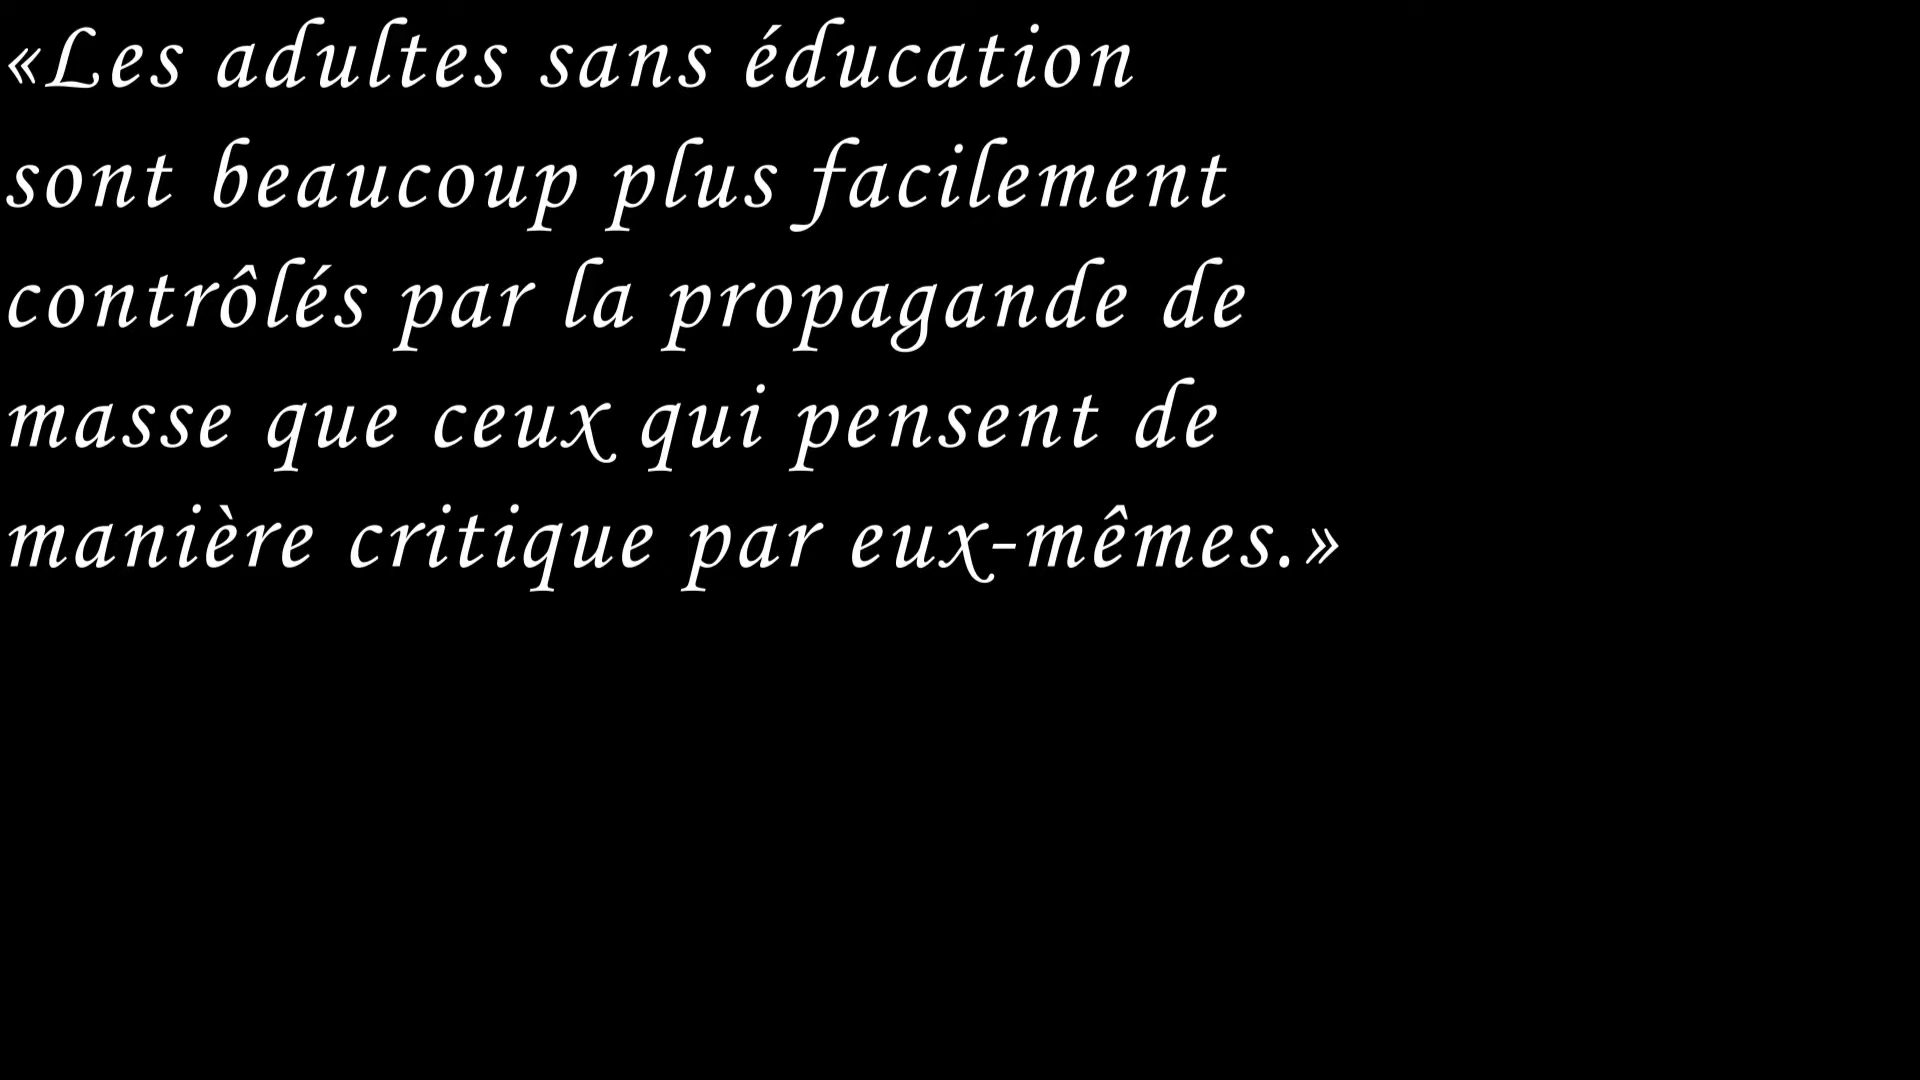 «Les adultes sans éducation
sont beaucoup plus facilement
contrôlés par la propagande de
masse que ceux qui pensent de
manière critique par eux-mêmes.»